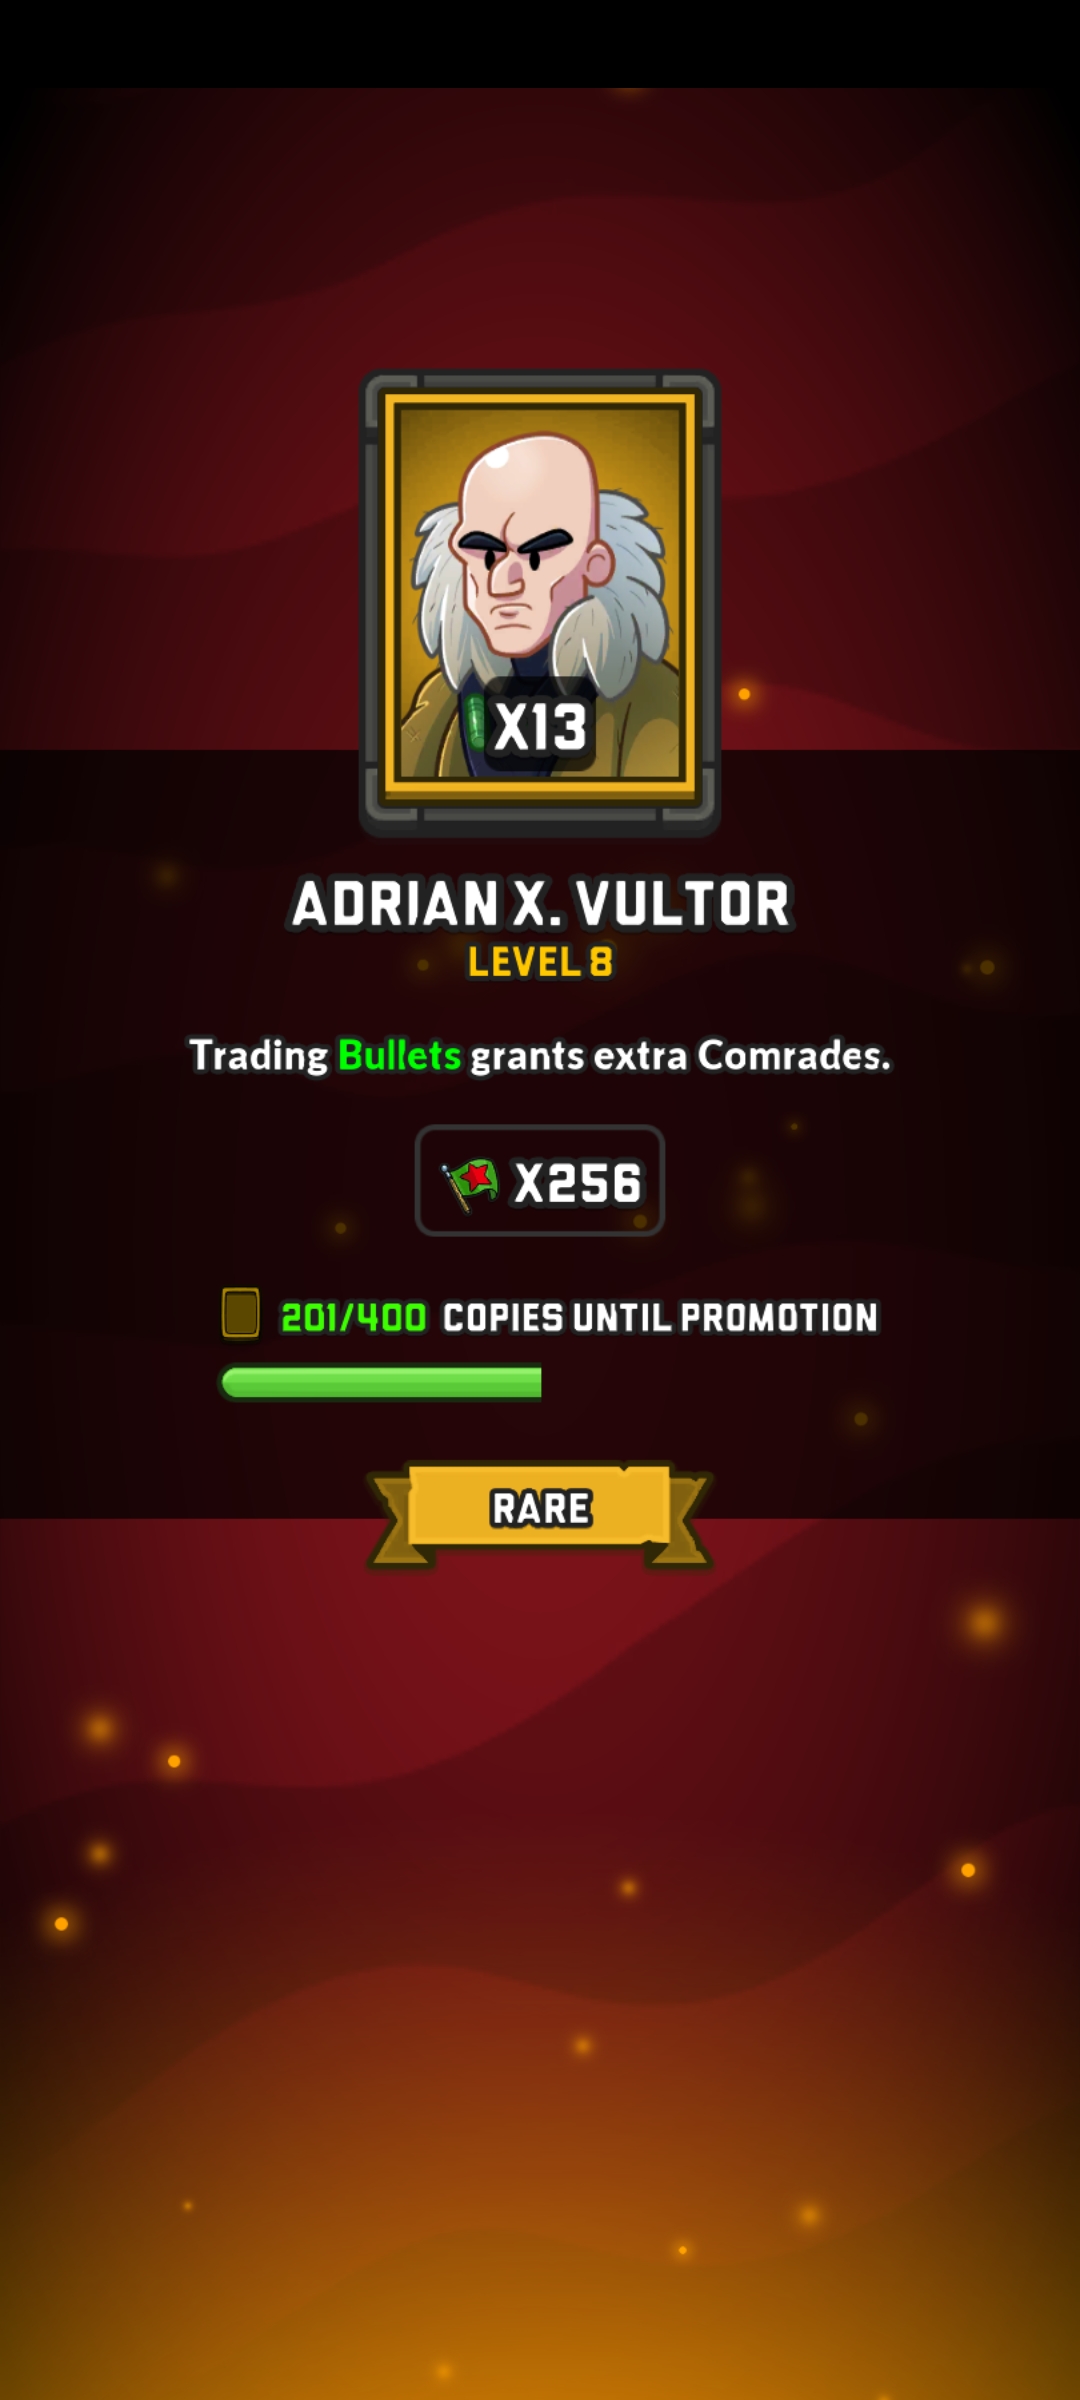 X13
ADRIAN X. VULTOR
LEVEL 8
Trading Bullets grants extra Comrades.
X256
201/400 COPIES UNTIL PROMOTION
RARE